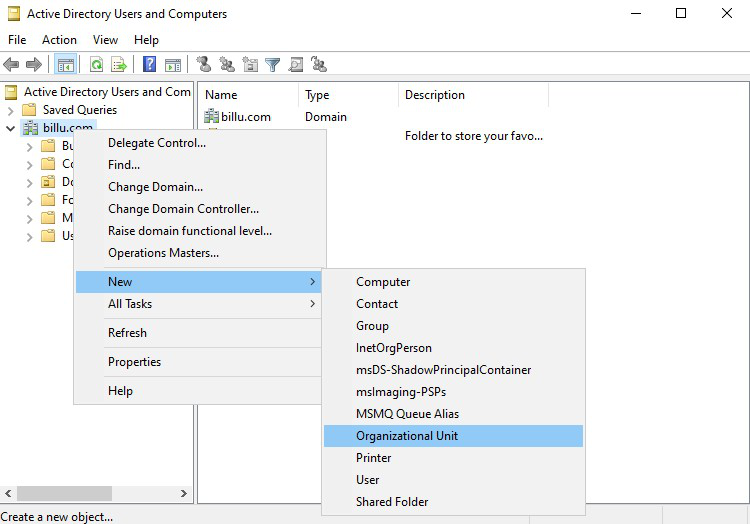 Active Directory Users and Computers
File Action View Help
Active Directory Users and Com
Saved Queries
billu.com
Name Type Description
billu.com Domain
Folder to store your favo...
Delegate Control...
Find...
Change Domain...
Change Domain Controller...
Raise domain functional level...
Operations Masters...
New
All Tasks
Refresh
Properties
Help
Computer
Contact
Group
InetOrgPerson
msDS-ShadowPrincipalContainer
msImaging-PSPs
MSMQ Queue Alias
Organizational Unit
Printer
User
Shared Folder
Bu
Co
Do
Fo
M
Us
Create a new object...